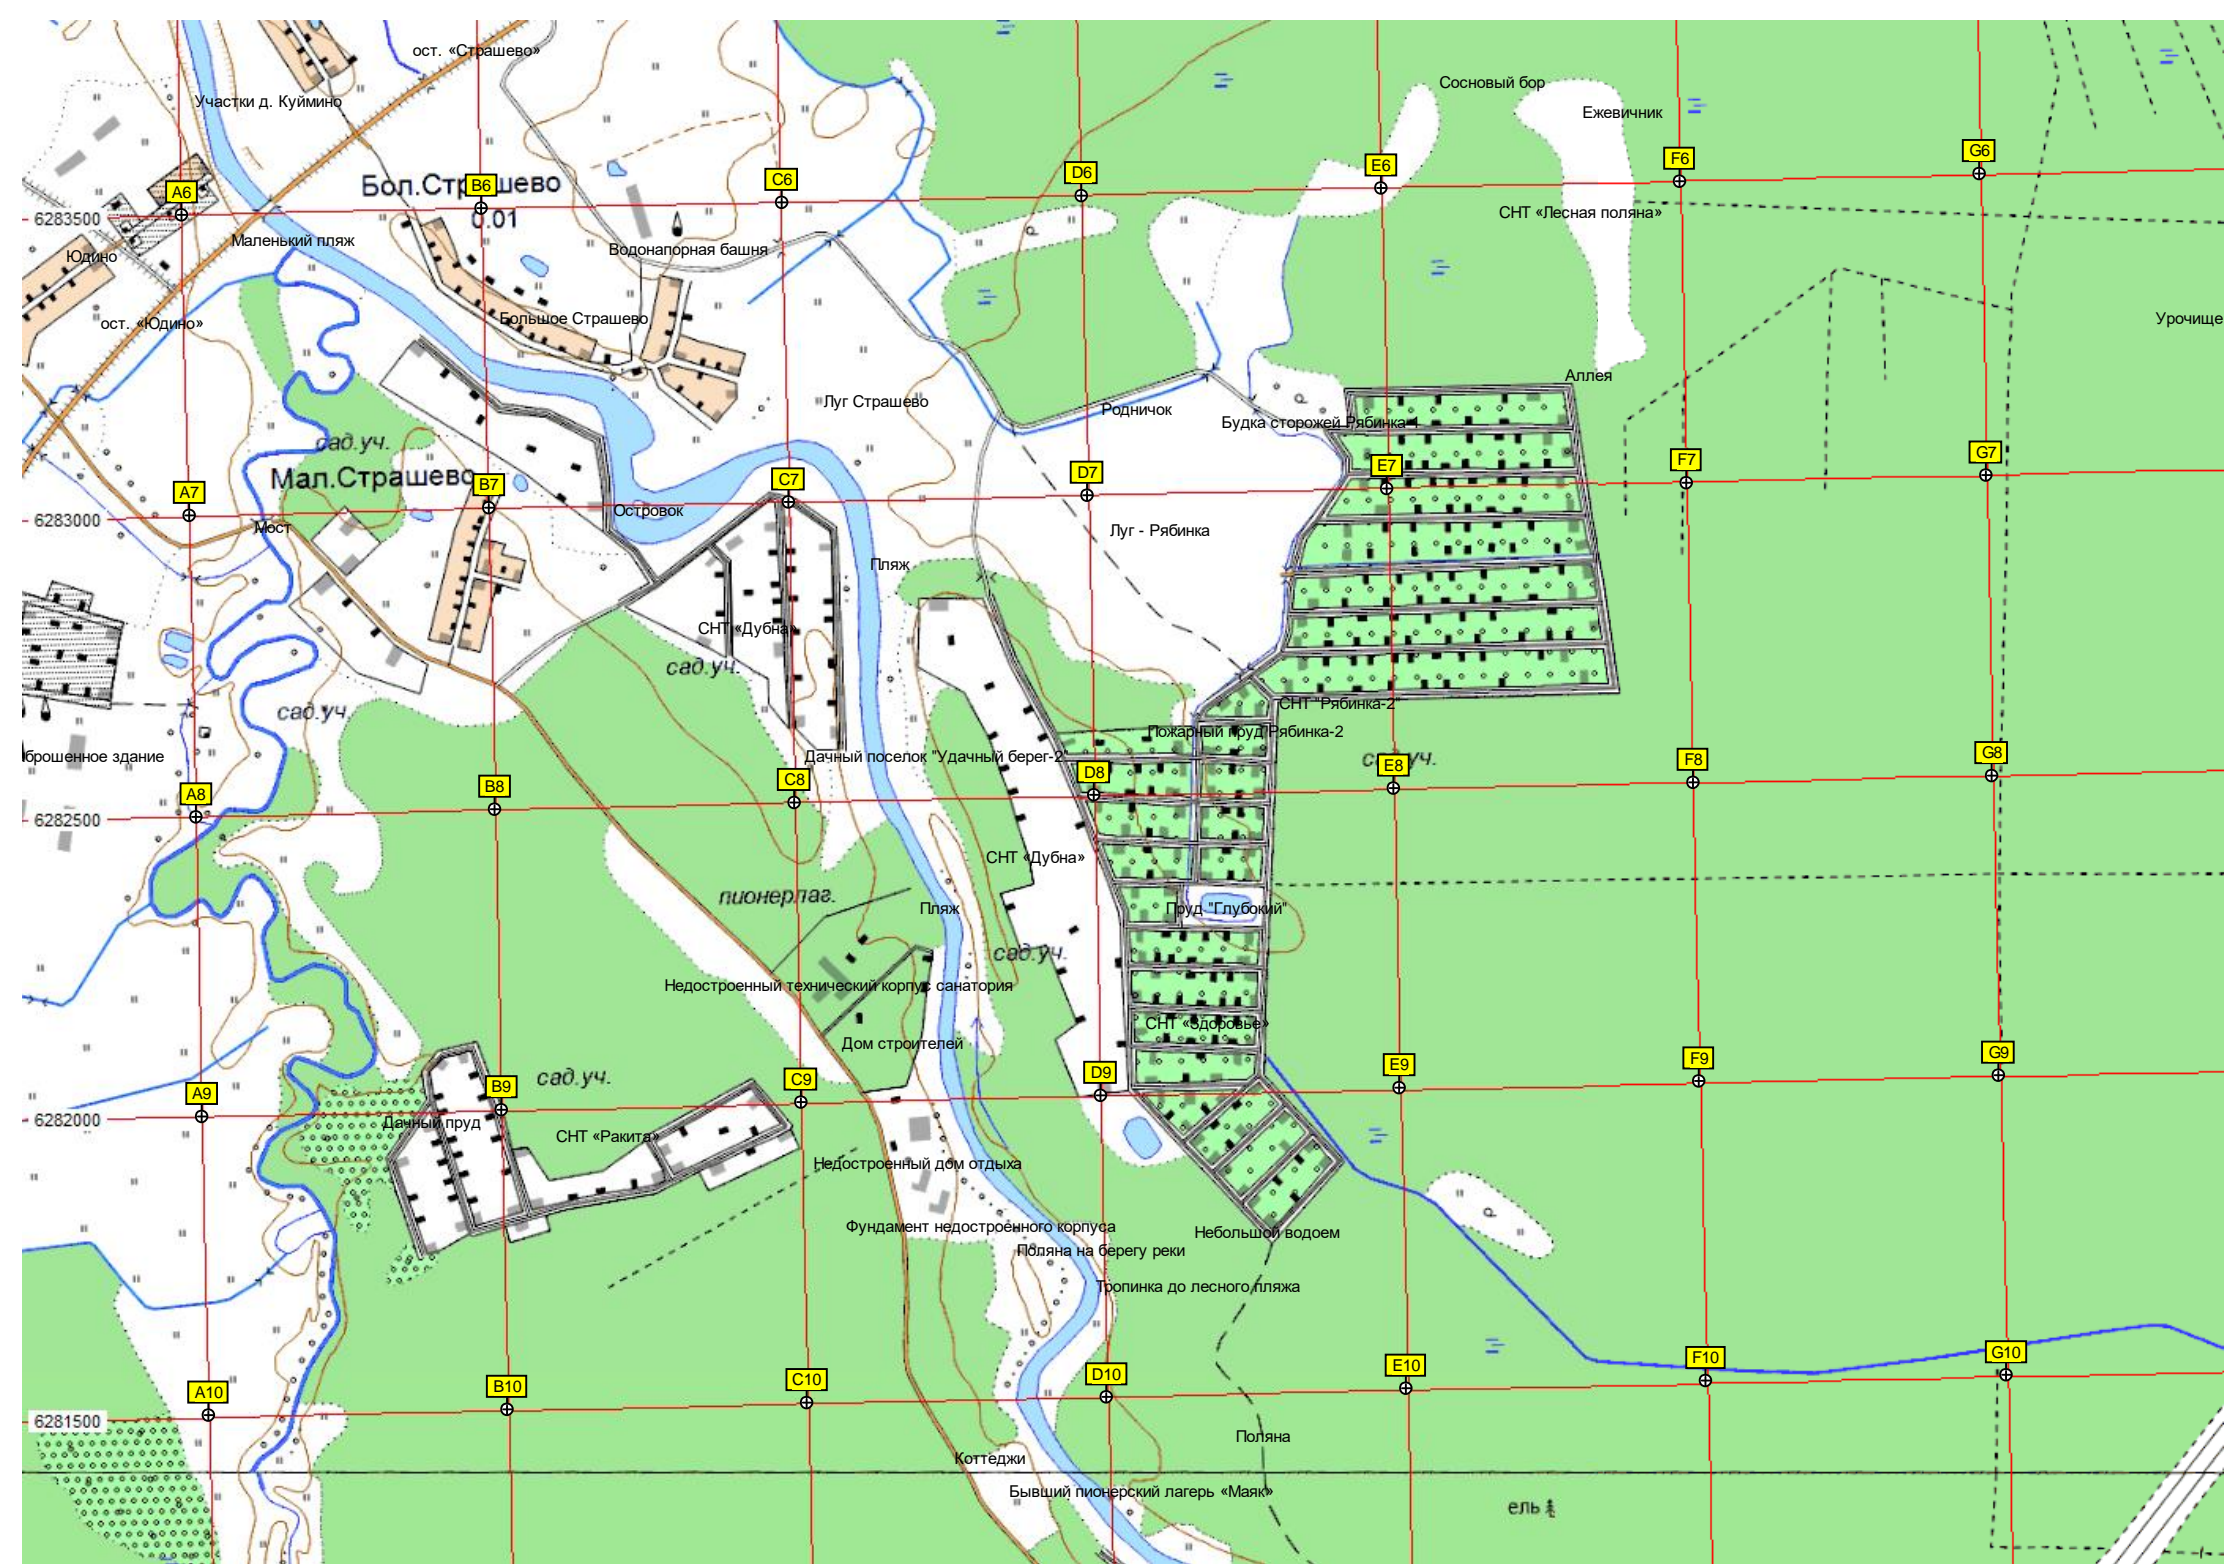 ост. «Страшево»
Сосновый бор
Участки д. Куймино
Ежевичник
A6
B6
C6
D6
E6
F6
G6
Бол.Страшево
0.01
6283500
СНТ «Лесная поляна»
Маленький пляж
Водонапорная башня
Юдино
ост. «Юдино»
Большое Страшево
Урочище
Аллея
Луг Страшево
Родничок
Будка сторожей Рябинка-1
сад.уч.
Мал.Страшево
A7
B7
C7
D7
E7
F7
G7
6283000
Островок
Мост
Луг - Рябинка
Пляж
СНТ «Дубна»
сад.уч.
сад.уч.
СНТ "Рябинка-2"
Пожарный пруд Рябинка-2
брошенное здание
Дачный поселок "Удачный берег-2"
сад.уч.
A8
B8
C8
D8
E8
F8
G8
6282500
СНТ «Дубна»
пионерлаг.
Пляж
Пруд "Глубокий"
сад.уч.
Недостроенный технический корпус санатория
СНТ «Здоровье»
Дом строителей
сад.уч.
A9
B9
C9
D9
E9
F9
G9
6282000
Дачный пруд
СНТ «Ракита»
Недостроенный дом отдыха
Фундамент недостроенного корпуса
Небольшой водоем
Поляна на берегу реки
Тропинка до лесного пляжа
A10
B10
C10
D10
E10
F10
G10
6281500
Поляна
Коттеджи
Бывший пионерский лагерь «Маяк»
ель